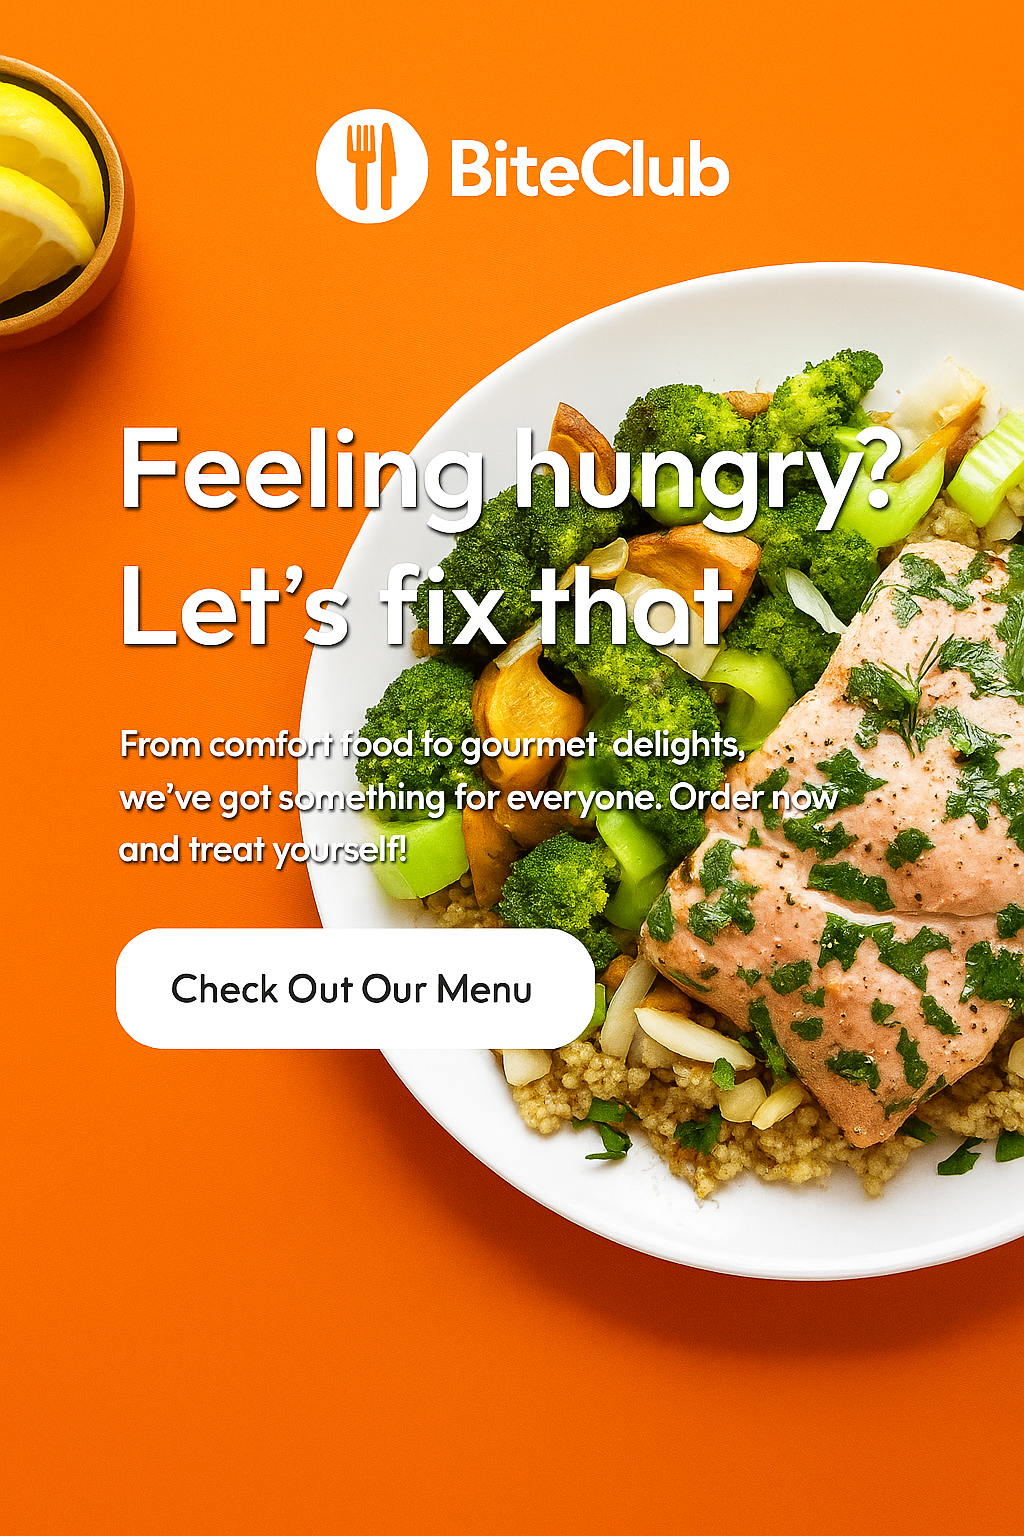 BiteClub
Feeling hungry?
Let’s fix that
From comfort food to gourmet delights,
we’ve got something for everyone. Order now
and treat yourself!
Check Out Our Menu